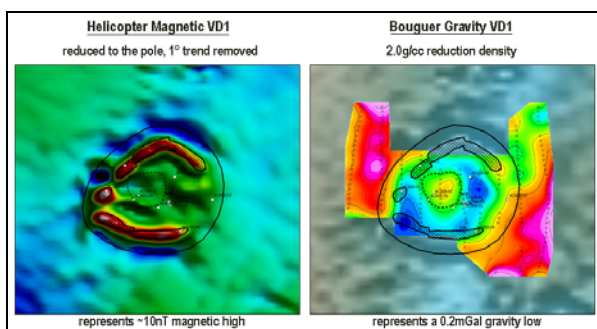 Helicopter Magnetic VD1
reduced to the pole, 1° trend removed
represents ~10nT magnetic high
Bouguer Gravity VD1
2.0g/cc reduction density
represents a 0.2mGal gravity low